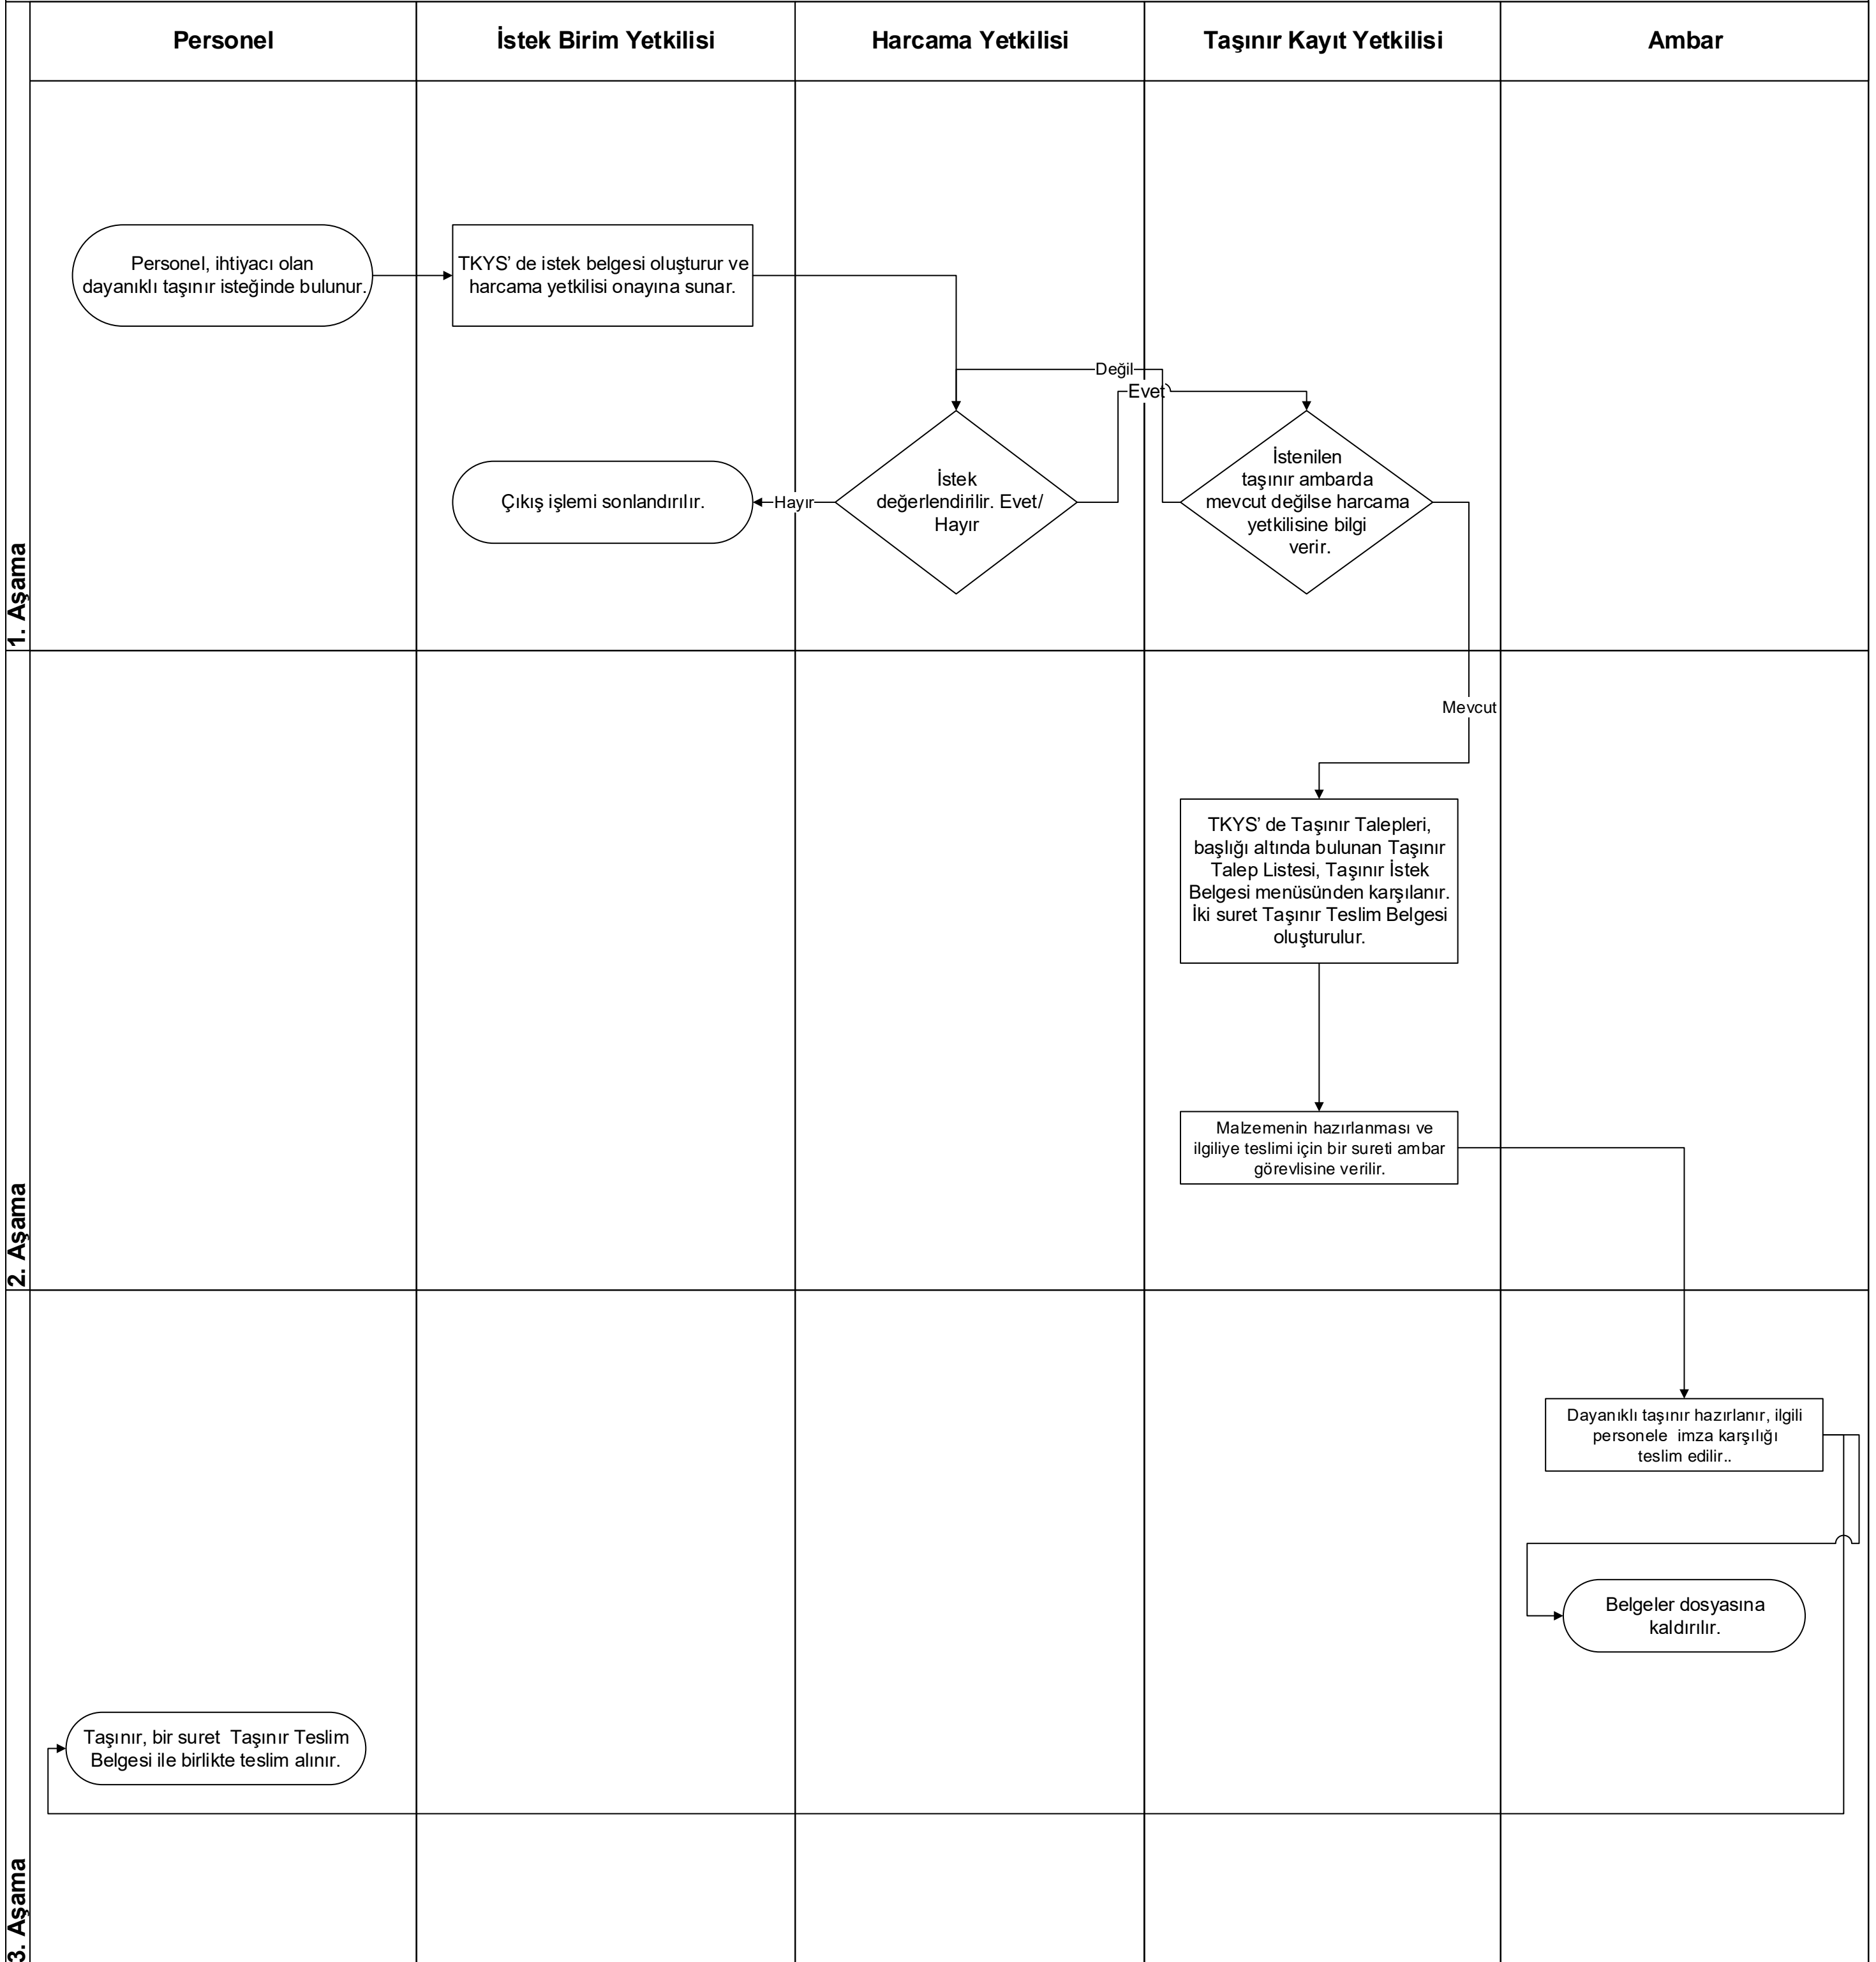 Personel
İstek Birim Yetkilisi
Harcama Yetkilisi
Taşınır Kayıt Yetkilisi
Ambar
1. Aşama
Personel, ihtiyacı olan
dayanıklı taşınır isteğinde bulunur.
TKYS’ de istek belgesi oluşturur ve
harcama yetkilisi onayına sunar.
Değil
Evet
Çıkış işlemi sonlandırılır.
Hayır
İstek
değerlendirilir. Evet/
Hayır
İstenilen
taşınır ambarda
mevcut değilse harcama
yetkilisine bilgi
verir.
2. Aşama
Mevcut
TKYS’ de Taşınır Talepleri,
başlığı altında bulunan Taşınır
Talep Listesi, Taşınır İstek
Belgesi menüsünden karşılanır.
İki suret Taşınır Teslim Belgesi
oluşturulur.
Malzemenin hazırlanması ve
ilgiliye teslimi için bir sureti ambar
görevlisine verilir.
3. Aşama
Dayanıklı taşınır hazırlanır, ilgili
personele imza karşılığı
teslim edilir..
Belgeler dosyasına
kaldırılır.
Taşınır, bir suret Taşınır Teslim
Belgesi ile birlikte teslim alınır.